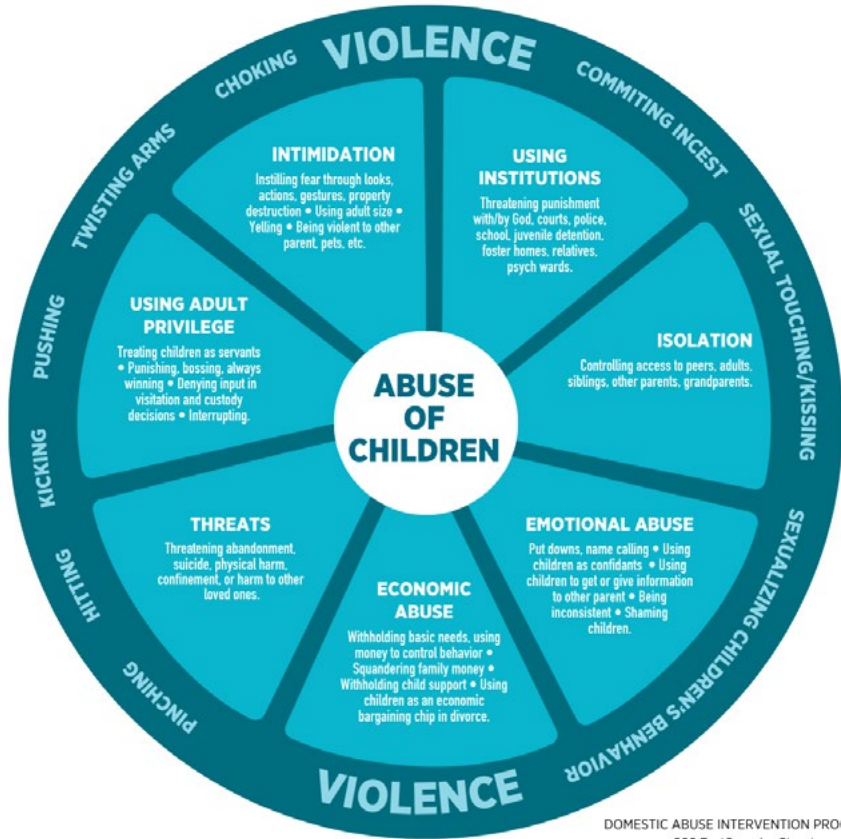 VIOLENCE
CHOKING
TWISTING ARMS
PUSHING
KICKING
HITTING
PINCHING
COMMITING INCEST
SEXUAL TOUCHING/KISSING
SEXUALIZING CHILDREN'S BENHAVIOR
VIOLENCE
INTIMIDATION
Instilling fear through looks,
actions, gestures, property
destruction • Using adult size •
Yelling • Being violent to other
parent, pets, etc.
USING
INSTITUTIONS
Threatening punishment
with/by God, courts, police,
school, juvenile detention,
foster homes, relatives,
psych wards.
USING ADULT
PRIVILEGE
Treating children as servants
• Punishing, bossing, always
winning • Denying input in
visitation and custody
decisions • Interrupting.
ISOLATION
Controlling access to peers, adults,
siblings, other parents, grandparents.
ABUSE
OF
CHILDREN
THREATS
Threatening abandonment,
suicide, physical harm,
confinement, or harm to other
loved ones.
EMOTIONAL ABUSE
Put downs, name calling • Using
children as confidants • Using
children to get or give information
to other parent • Being
inconsistent • Shaming
children.
ECONOMIC
ABUSE
Withholding basic needs, using
money to control behavior •
Squandering family money •
Withholding child support • Using
children as an economic
bargaining chip in divorce.
DOMESTIC ABUSE INTERVENTION